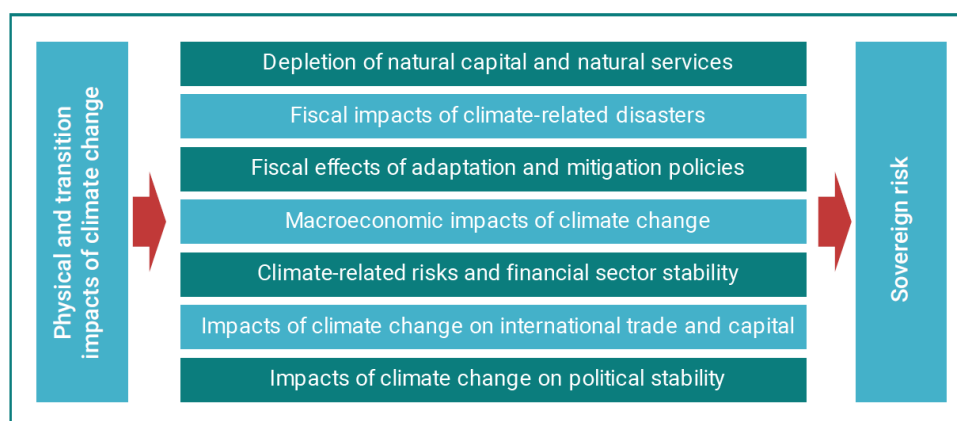 Physical and transition
impacts of climate change
Depletion of natural capital and natural services
Fiscal impacts of climate-related disasters
Fiscal effects of adaptation and mitigation policies
Macroeconomic impacts of climate change
Climate-related risks and financial sector stability
Impacts of climate change on international trade and capital
Impacts of climate change on political stability
Sovereign risk